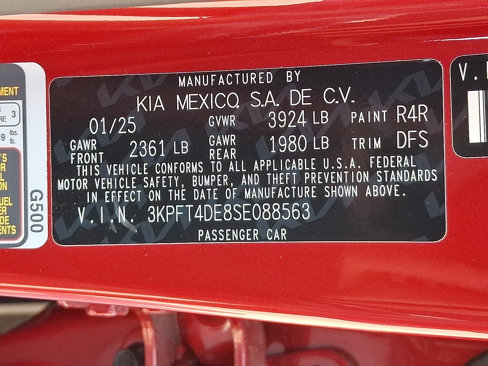 MANUFACTURED BY
KIA MEXICO, S.A. DE C.V.
01/25 GVWR 3924 LB PAINT R4R
GAWR FRONT 2361 LB GAWR REAR 1980 LB TRIM DFS
THIS VEHICLE CONFORMS TO ALL APPLICABLE U.S.A. FEDERAL
MOTOR VEHICLE SAFETY, BUMPER, AND THEFT PREVENTION STANDARDS
IN EFFECT ON THE DATE OF MANUFACTURE SHOWN ABOVE.
V.I.N. 3KPFT4DE8SE088563
PASSENGER CAR
G500
V.I
3
lbs.